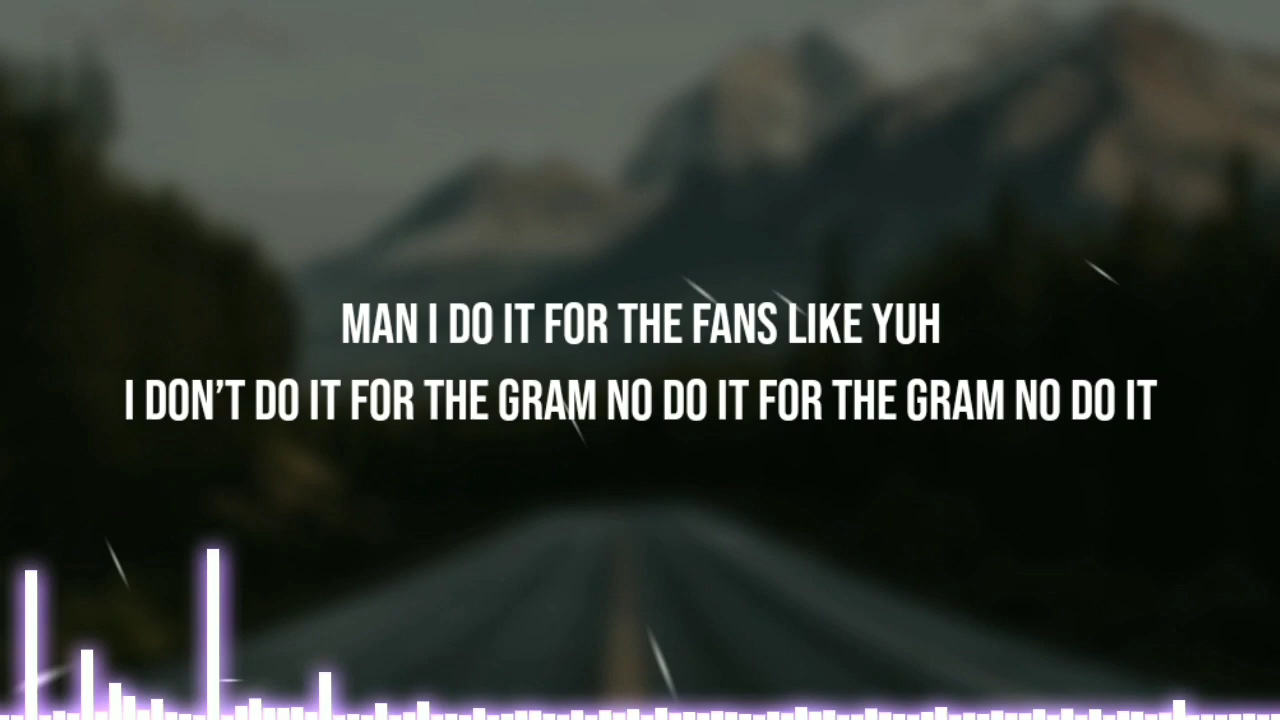 MAN I DO IT FOR THE FANS LIKE YUH
I DON’T DO IT FOR THE GRAM NO DO IT FOR THE GRAM NO DO IT